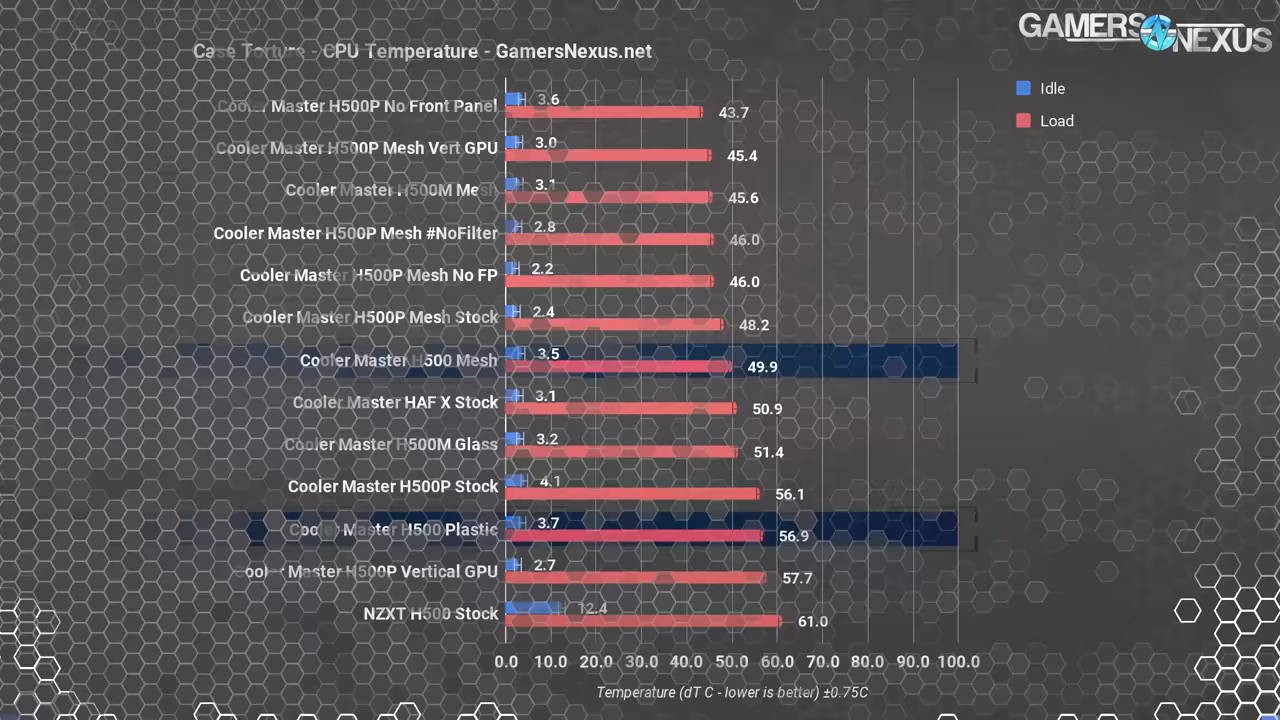 GAMERS NEXUS
Case Torture - CPU Temperature - GamersNexus.net
Idle
Load
Cooler Master H500P No Front Panel 3.6 43.7
Cooler Master H500P Mesh Vert GPU 3.0 45.4
Cooler Master H500M Mesh 3.1 45.6
Cooler Master H500P Mesh #NoFilter 2.8 46.0
Cooler Master H500P Mesh No FP 2.2 46.0
Cooler Master H500P Mesh Stock 2.4 48.2
Cooler Master H500 Mesh 3.5 49.9
Cooler Master HAF X Stock 3.1 50.9
Cooler Master H500M Glass 3.2 51.4
Cooler Master H500P Stock 4.1 56.1
Cooler Master H500 Plastic 3.7 56.9
Cooler Master H500P Vertical GPU 2.7 57.7
NZXT H500 Stock 12.4 61.0
0.0 10.0 20.0 30.0 40.0 50.0 60.0 70.0 80.0 90.0 100.0
Temperature (dT C - lower is better) ±0.75C